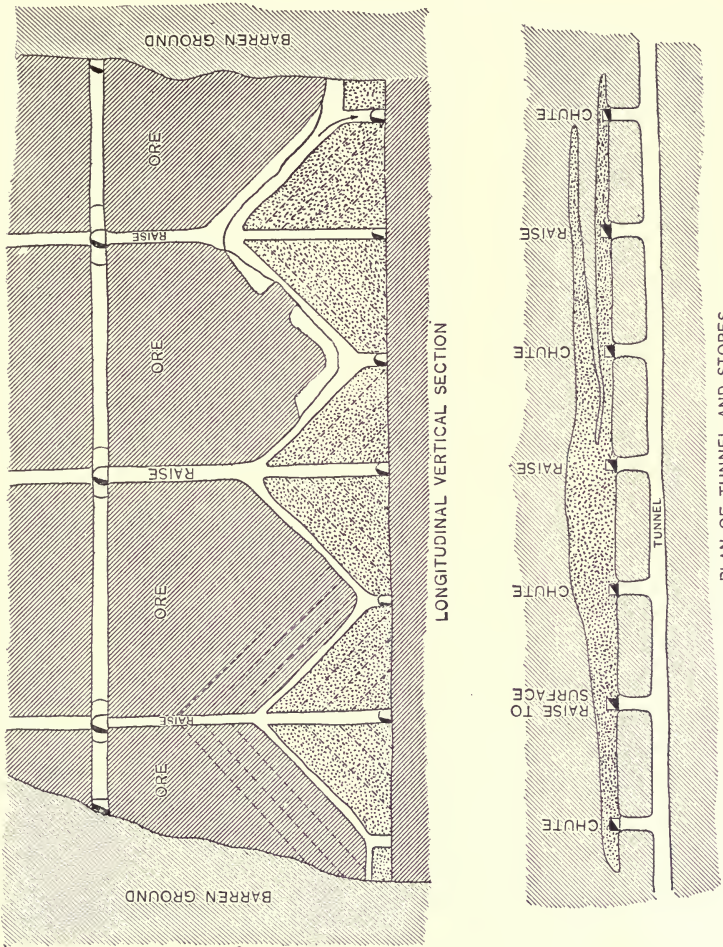 BARREN GROUND
ORE
RAISE
ORE
RAISE
ORE
RAISE
ORE
BARREN GROUND
LONGITUDINAL VERTICAL SECTION
CHUTE
RAISE
CHUTE
RAISE
CHUTE
RAISE TO
SURFACE
CHUTE
TUNNEL
PLAN OF TUNNEL AND STOPES